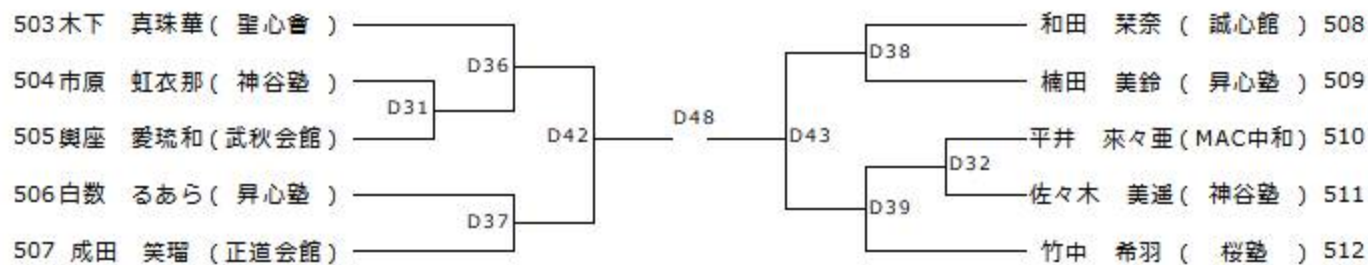 503 木下 真珠華 ( 聖心會 )
504 市原 虹衣那 ( 神谷塾 )
505 輿座 愛琉和 ( 武秋会館 )
506 白数 るあら ( 昇心塾 )
507 成田 笑瑠 ( 正道会館 )
D31
D36
D37
D42
D48
D43
D38
D32
D39
和田 栞奈 ( 誠心館 ) 508
楠田 美鈴 ( 昇心塾 ) 509
平井 來々亜 ( MAC中和 ) 510
佐々木 美遥 ( 神谷塾 ) 511
竹中 希羽 ( 桜塾 ) 512